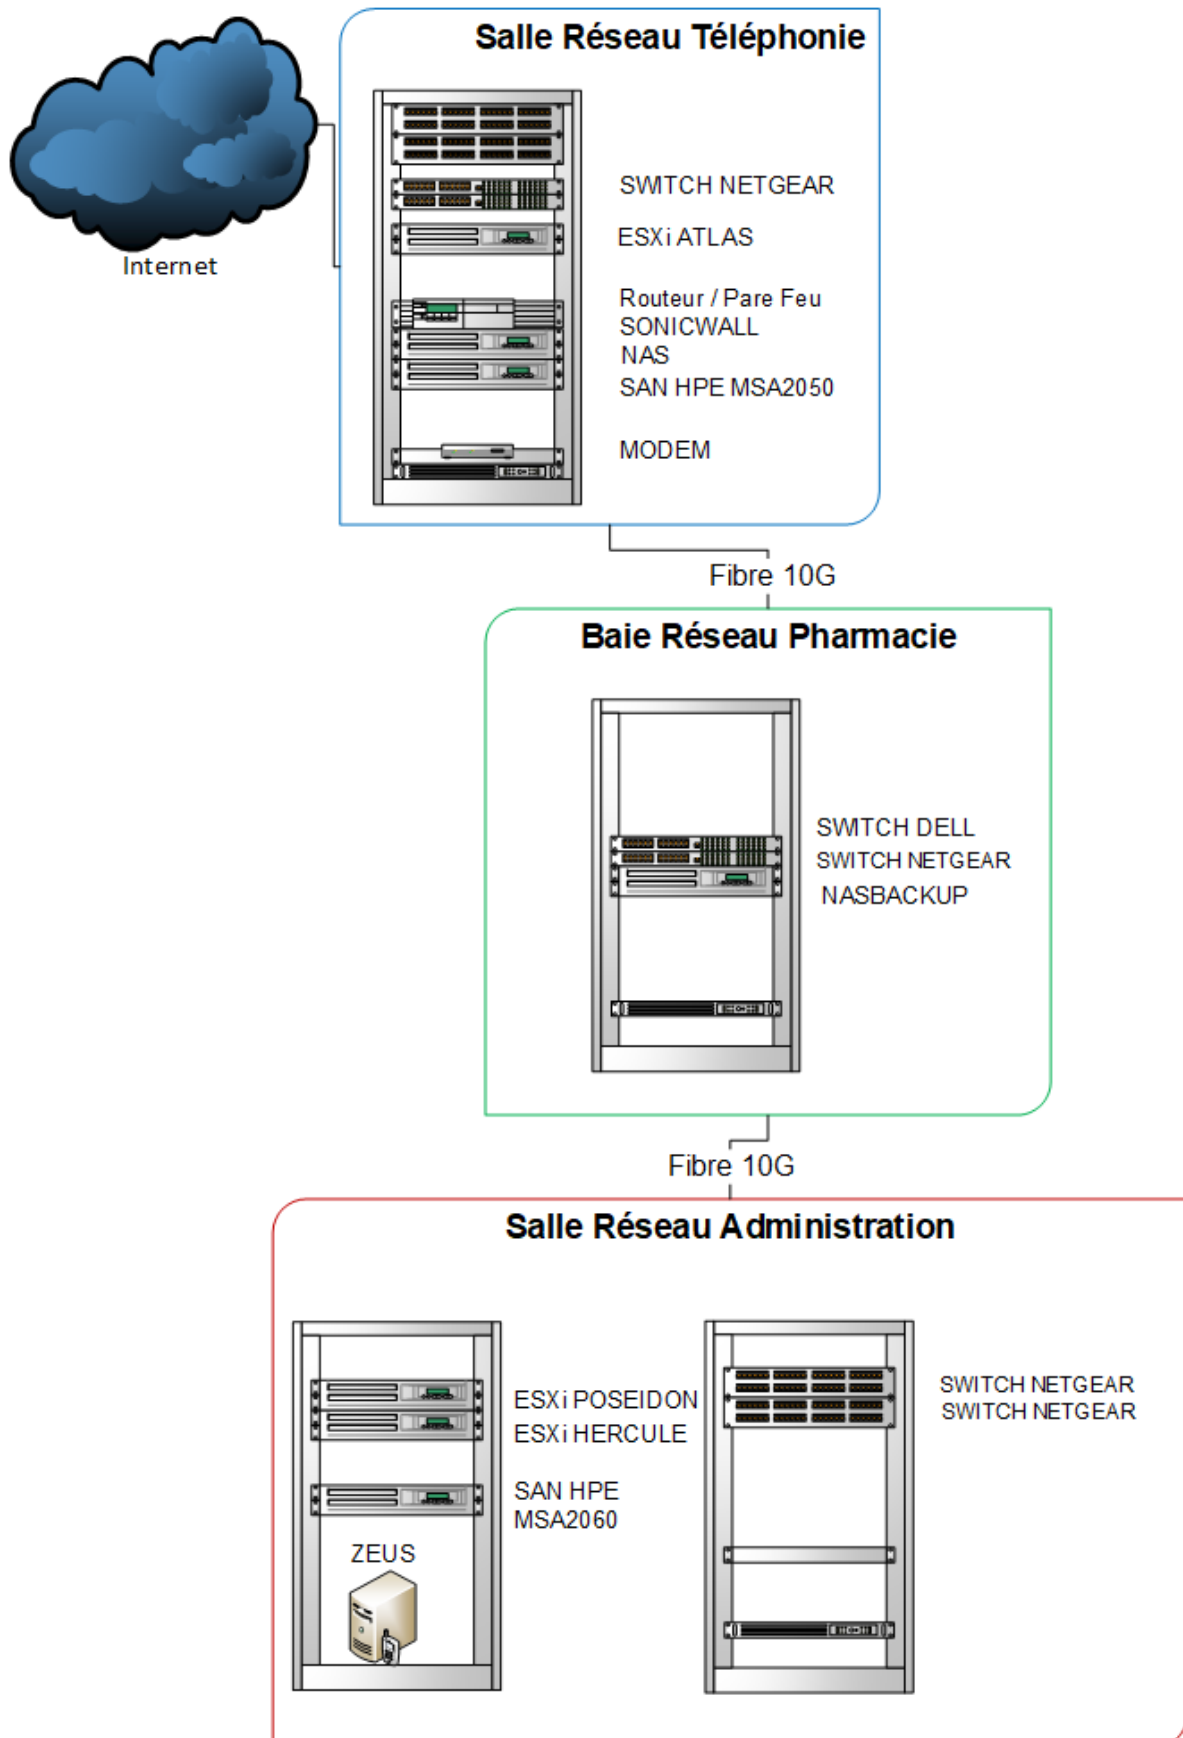 Salle Réseau Téléphonie
Internet
SWITCH NETGEAR
ESXi ATLAS
Routeur / Pare Feu
SONICWALL
NAS
SAN HPE MSA2050
MODEM
Fibre 10G
Baie Réseau Pharmacie
SWITCH DELL
SWITCH NETGEAR
NASBACKUP
Fibre 10G
Salle Réseau Administration
ESXi POSEIDON
ESXi HERCULE
SAN HPE
MSA2060
ZEUS
SWITCH NETGEAR
SWITCH NETGEAR